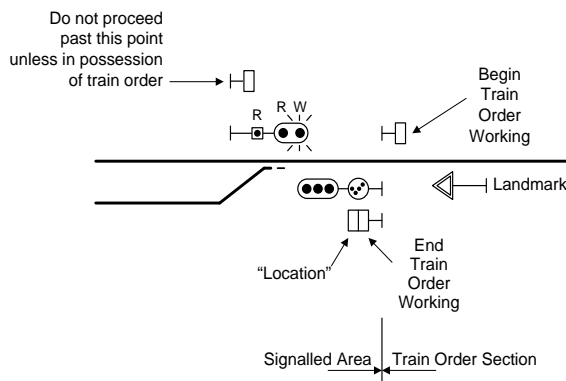 Do not proceed
past this point
unless in possession
of train order
R
R W
Begin
Train
Order
Working
Landmark
"Location"
End
Train
Order
Working
Signalled Area
Train Order Section